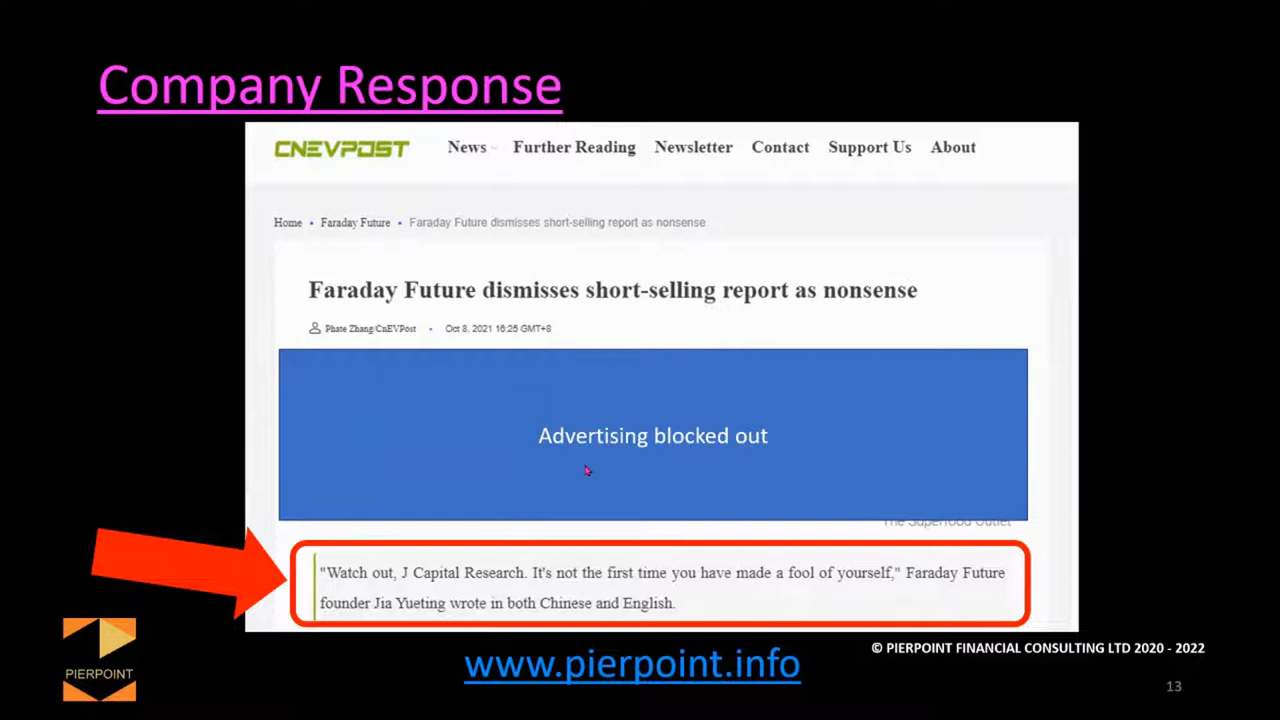 Company Response
CNEVPOST News Further Reading Newsletter Contact Support Us About
Home • Faraday Future • Faraday Future dismisses short-selling report as nonsense
Faraday Future dismisses short-selling report as nonsense
Phate Zhang/CnEVPost • Oct 8, 2021 16:25 GMT+8
Advertising blocked out
The Superfood Outlet
"Watch out, J Capital Research. It's not the first time you have made a fool of yourself," Faraday Future
founder Jia Yueting wrote in both Chinese and English.
PIERPOINT
www.pierpoint.info
© PIERPOINT FINANCIAL CONSULTING LTD 2020 - 2022
13